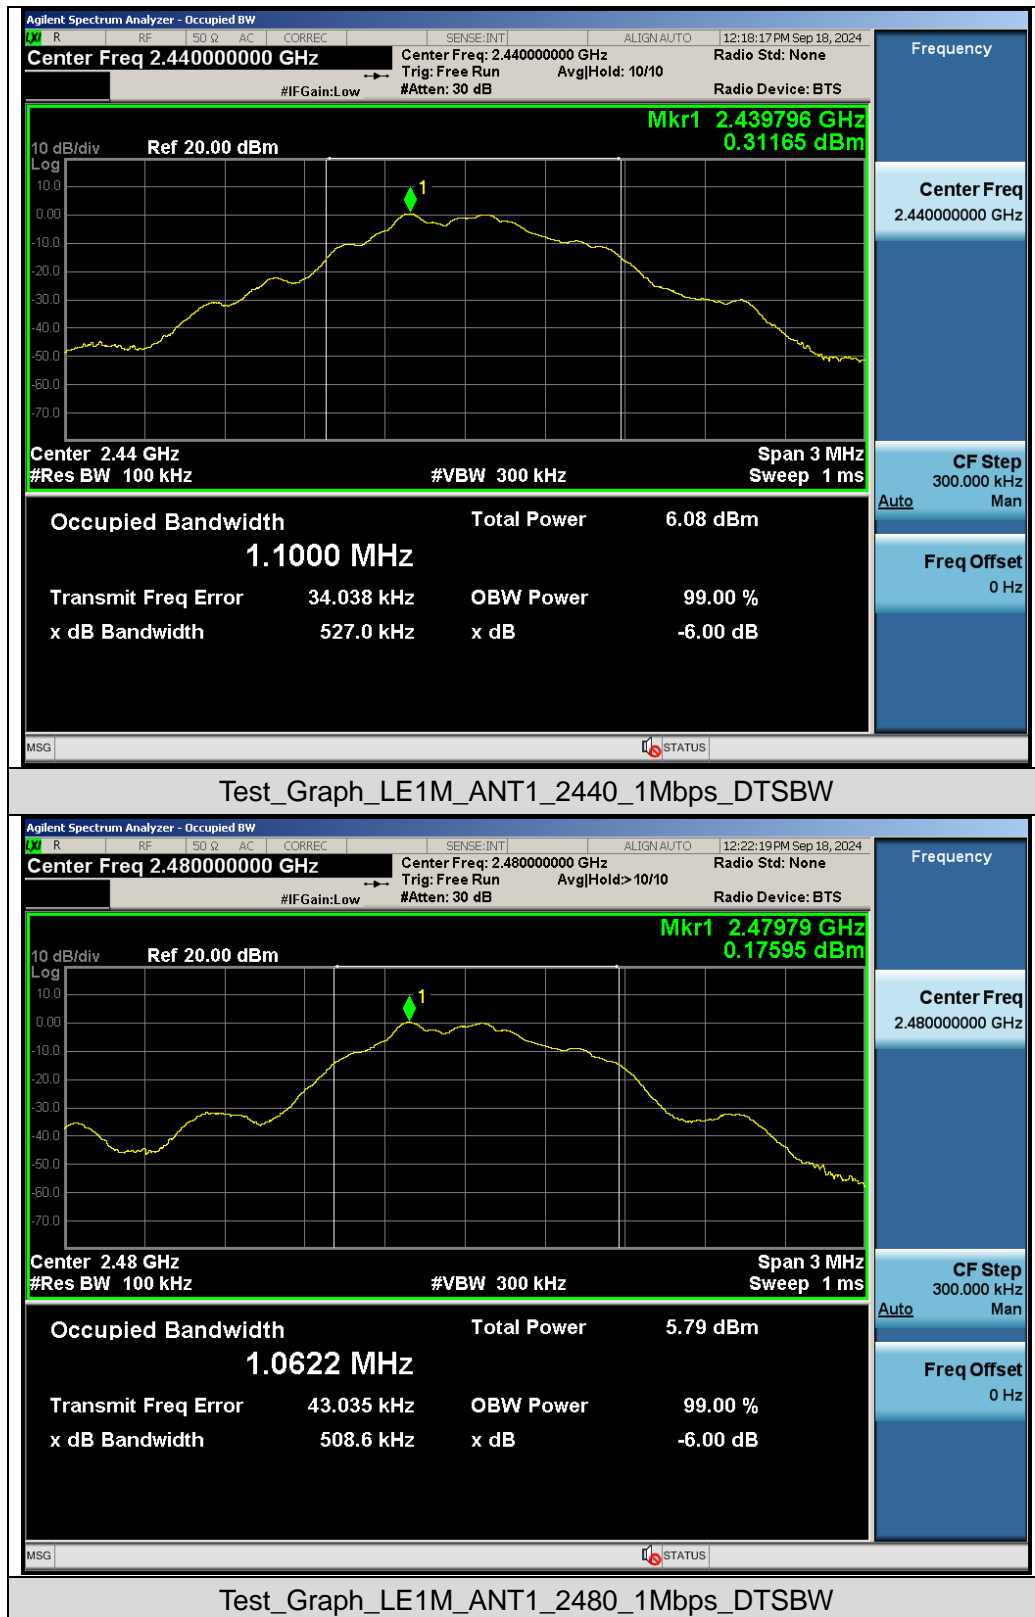 Agilent Spectrum Analyzer - Occupied BW
LXI R RF 50 Ω AC CORREC SENSE:INT ALIGN AUTO 12:18:17 PM Sep 18, 2024
Center Freq 2.440000000 GHz
Center Freq: 2.440000000 GHz
Radio Std: None
Trig: Free Run Avg|Hold: 10/10
#IFGain:Low
#Atten: 30 dB
Radio Device: BTS
Frequency
Mkr1 2.439796 GHz
0.31165 dBm
10 dB/div Ref 20.00 dBm
Log
10.0
0.00
-10.0
-20.0
-30.0
-40.0
-50.0
-60.0
-70.0
1
Center 2.44 GHz Span 3 MHz
#Res BW 100 kHz #VBW 300 kHz Sweep 1 ms
Center Freq
2.440000000 GHz
CF Step
300.000 kHz
Auto Man
Freq Offset
0 Hz
Occupied Bandwidth Total Power 6.08 dBm
1.1000 MHz
Transmit Freq Error 34.038 kHz OBW Power 99.00 %
x dB Bandwidth 527.0 kHz x dB -6.00 dB
MSG STATUS
Test_Graph_LE1M_ANT1_2440_1Mbps_DTSBW
Agilent Spectrum Analyzer - Occupied BW
LXI R RF 50 Ω AC CORREC SENSE:INT ALIGN AUTO 12:22:19 PM Sep 18, 2024
Center Freq 2.480000000 GHz
Center Freq: 2.480000000 GHz
Radio Std: None
Trig: Free Run Avg|Hold:>10/10
#IFGain:Low
#Atten: 30 dB
Radio Device: BTS
Frequency
Mkr1 2.47979 GHz
0.17595 dBm
10 dB/div Ref 20.00 dBm
Log
10.0
0.00
-10.0
-20.0
-30.0
-40.0
-50.0
-60.0
-70.0
1
Center 2.48 GHz Span 3 MHz
#Res BW 100 kHz #VBW 300 kHz Sweep 1 ms
Center Freq
2.480000000 GHz
CF Step
300.000 kHz
Auto Man
Freq Offset
0 Hz
Occupied Bandwidth Total Power 5.79 dBm
1.0622 MHz
Transmit Freq Error 43.035 kHz OBW Power 99.00 %
x dB Bandwidth 508.6 kHz x dB -6.00 dB
MSG STATUS
Test_Graph_LE1M_ANT1_2480_1Mbps_DTSBW